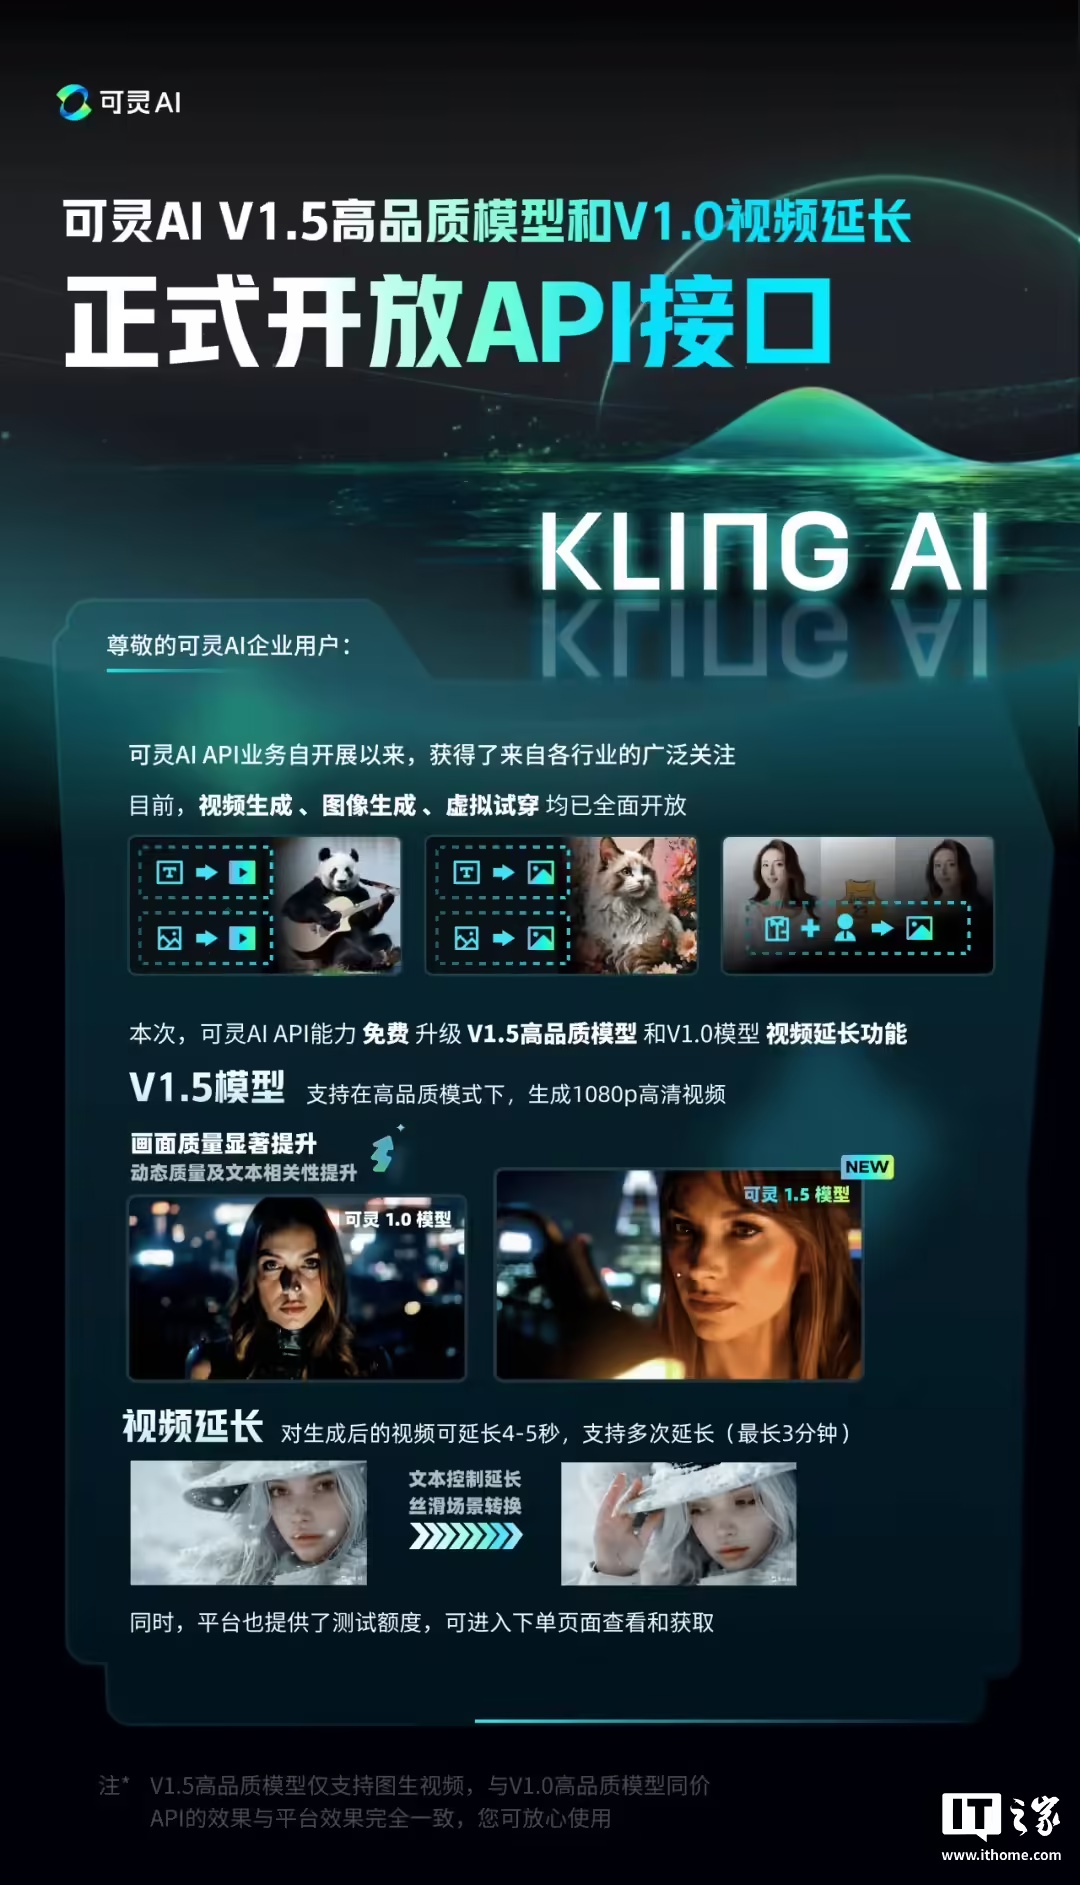 可灵AI
可灵AI V1.5高品质模型和V1.0视频延长
正式开放API接口
KLING AI
尊敬的可灵AI企业用户：
可灵AI API业务自开展以来，获得了来自各行业的广泛关注
目前，视频生成、图像生成、虚拟试穿 均已全面开放
本次，可灵AI API能力 免费 升级 V1.5高品质模型 和V1.0模型 视频延长功能
V1.5模型 支持在高品质模式下，生成1080p高清视频
画面质量显著提升
动态质量及文本相关性提升
NEW
可灵 1.0 模型
可灵 1.5 模型
视频延长 对生成后的视频可延长4-5秒，支持多次延长（最长3分钟）
文本控制延长
丝滑场景转换
同时，平台也提供了测试额度，可进入下单页面查看和获取
注* V1.5高品质模型仅支持图生视频，与V1.0高品质模型同价
API的效果与平台效果完全一致，您可放心使用
IT之家
www.ithome.com